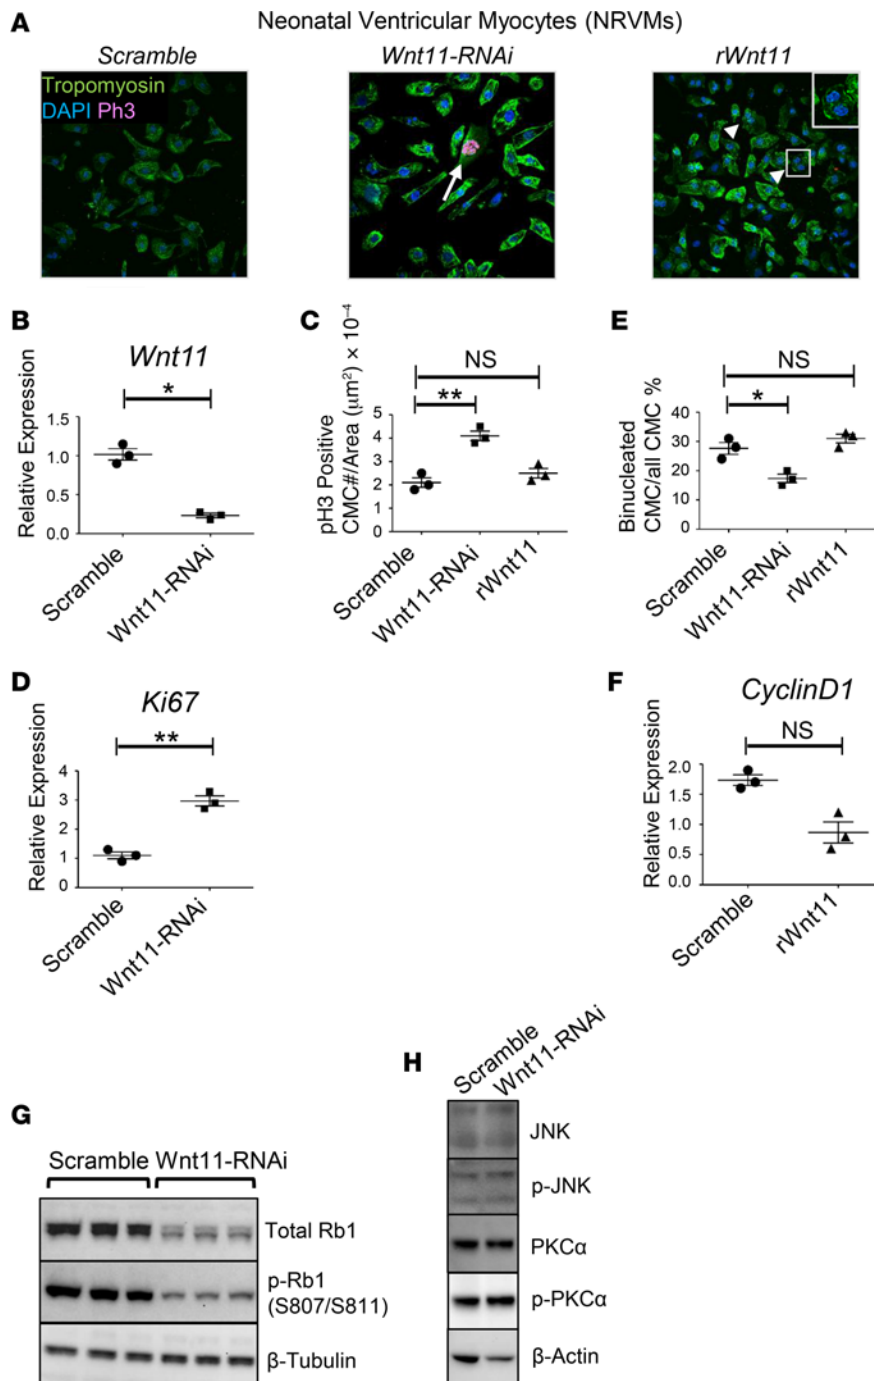 A
Neonatal Ventricular Myocytes (NRVMs)
Scramble
Wnt11-RNAi
rWnt11
Tropomyosin
DAPI Ph3
B
Wnt11
*
Relative Expression
1.5
1.0
0.5
0.0
Scramble
Wnt11-RNAi
C
NS
**
pH3 Positive
CMC#/Area (μm²) × 10⁻⁴
5
4
3
2
1
0
Scramble
Wnt11-RNAi
rWnt11
E
NS
*
Binucleated
CMC/all CMC %
40
30
20
10
0
Scramble
Wnt11-RNAi
rWnt11
D
Ki67
**
Relative Expression
4
3
2
1
0
Scramble
Wnt11-RNAi
F
CyclinD1
NS
Relative Expression
2.0
1.5
1.0
0.5
0.0
Scramble
rWnt11
G
Scramble Wnt11-RNAi
Total Rb1
p-Rb1
(S807/S811)
β-Tubulin
H
Scramble
Wnt11-RNAi
JNK
p-JNK
PKCα
p-PKCα
β-Actin